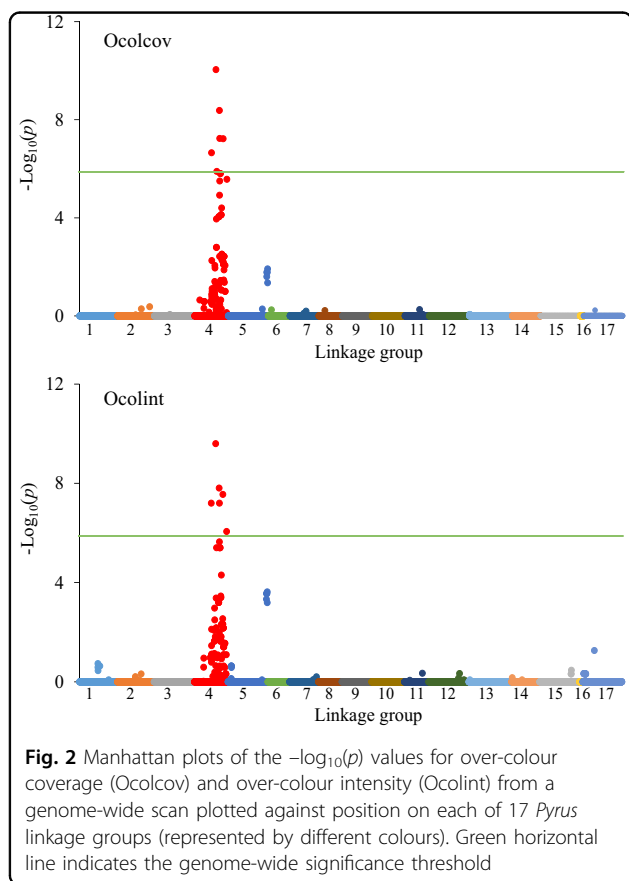 12
Ocolcov
8
4
0
-Log10(p)
1 2 3 4 5 6 7 8 9 10 11 12 13 14 15 16 17
Linkage group
12
Ocolint
8
4
0
-Log10(p)
1 2 3 4 5 6 7 8 9 10 11 12 13 14 15 16 17
Linkage group
Fig. 2 Manhattan plots of the –log10(p) values for over-colour
coverage (Ocolcov) and over-colour intensity (Ocolint) from a
genome-wide scan plotted against position on each of 17 Pyrus
linkage groups (represented by different colours). Green horizontal
line indicates the genome-wide significance threshold